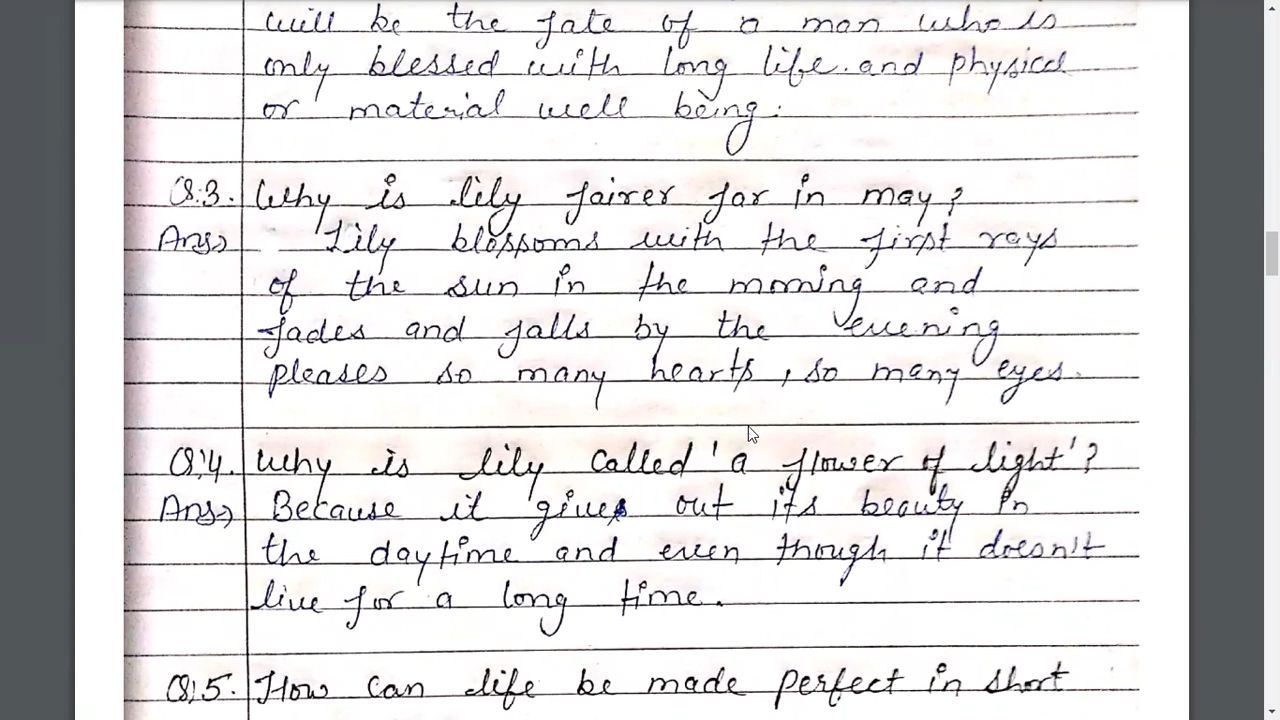 will be the fate of a man who is
only blessed with long life and physical
or material well being.
Q.3. Why is lily fairer far in may?
Ans> Lily blossoms with the first rays
of the sun in the morning and
fades and falls by the evening
pleases so many hearts, so many eyes.
Q.4. Why is lily called 'a flower of light'?
Ans> Because it gives out its beauty in
the daytime and even though it doesn't
live for a long time.
Q.5. How can life be made perfect in short